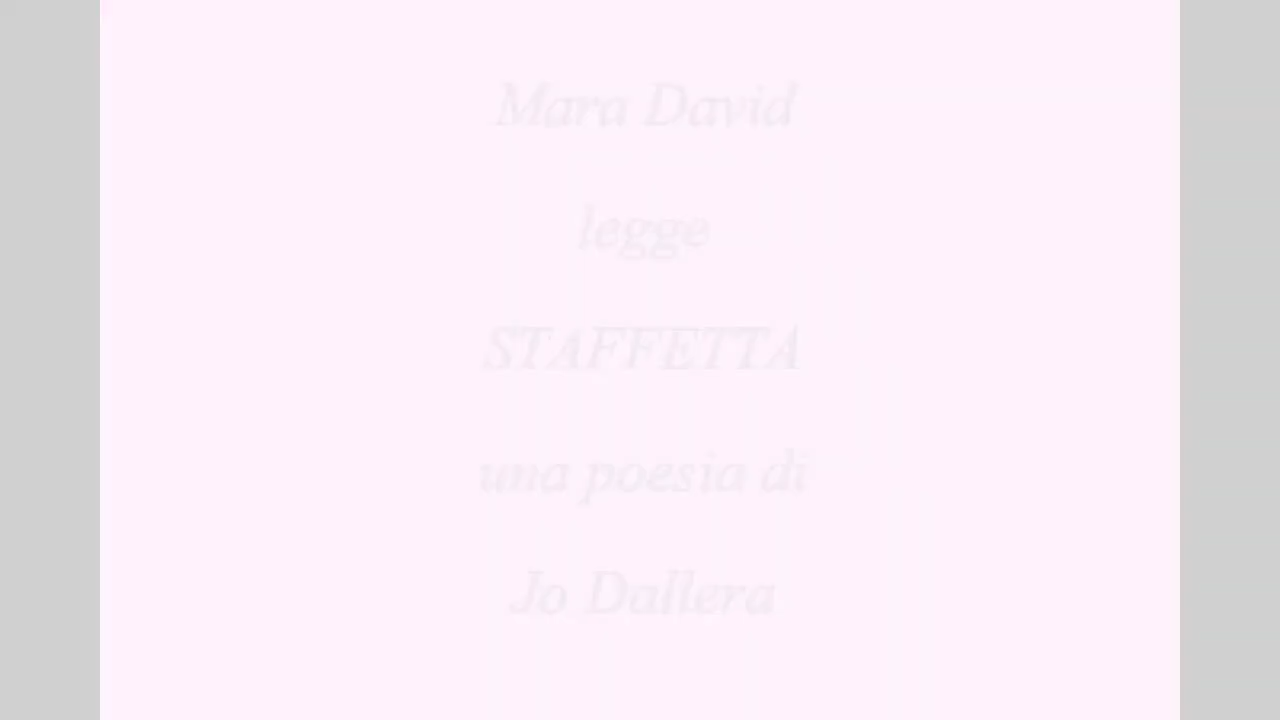 Mara David
legge
STAFFETTA
una poesia di
Jo Dallera